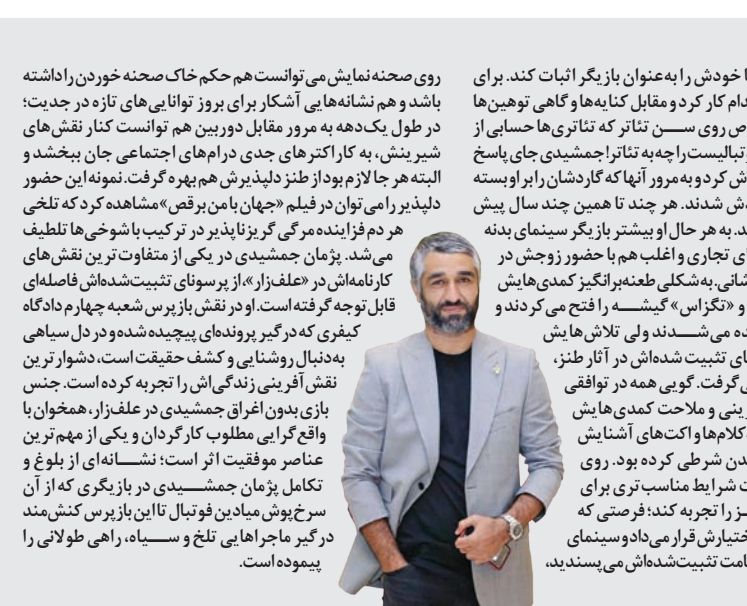 ا خودش را به‌عنوان بازیگر اثبات کند. برای
دام کار کرد و مقابل کنایه‌ها و گاهی توهین‌ها
ص روی ســـن تئاتر که تئاتری‌ها حسابی از
تبالیست را چه به تئاتر! جمشیدی جای پاسخ
ش کرد و به مرور آنها که گاردشان را بر او بسته
ش شدند. هر چند تا همین چند سال پیش
د. به هر حال او بیشتر بازیگر سینمای بدنه
ای تجاری و اغلب هم با حضور زوجش در
شانی. به‌شکلی طعنه‌برانگیز کمدی‌هایش
و «تگزاس» گیشـــه را فتح می‌کردند و
ده می‌شـــدند ولی تلاش‌هایش
ای تثبیت شده‌اش در آثار طنز،
ی‌گرفت. گویی همه در توافقی
رینی و ملاحت کمدی‌هایش
کلام‌ها و اکت‌های آشنایش
دن شرطی کرده بود. روی
ت شرایط مناسب‌تری برای
ـز را تجربه کند؛ فرصتی که
ختیارش قرار می‌داد و سینمای
امت تثبیت‌شده‌اش می‌پسندید،
روی صحنه نمایش می‌توانست هم حکم خاک صحنه خوردن را داشته
باشد و هم نشانه‌هایی آشکار برای بروز توانایی‌های تازه در جدیت؛
در طول یک‌دهه به مرور مقابل دوربین هم توانست کنار نقش‌های
شیرینش، به کاراکترهای جدی درام‌های اجتماعی جان ببخشد و
البته هر جا لازم بود از طنز دلپذیرش هم بهره گرفت. نمونه این حضور
دلپذیر را می‌توان در فیلم «جهان با من برقص» مشاهده کرد که تلخی
هر دم فزاینده مرگی گریزناپذیر در ترکیب با شوخی‌ها تلطیف
می‌شد. پژمان جمشیدی در یکی از متفاوت‌ترین نقش‌های
کارنامه‌اش در «علفزار»، از پرسونای تثبیت‌شده‌اش فاصله‌ای
قابل توجه گرفته است. او در نقش بازپرس شعبه چهارم دادگاه
کیفری که درگیر پرونده‌ای پیچیده شده و در دل سیاهی
به‌دنبال روشنایی و کشف حقیقت است، دشوارترین
نقش‌آفرینی زندگی‌اش را تجربه کرده است. جنس
بازی بدون اغراق جمشیدی در علفزار، همخوان با
واقع‌گرایی مطلوب کارگردان و یکی از مهم‌ترین
عناصر موفقیت اثر است؛ نشـــانه‌ای از بلوغ و
تکامل پژمان جمشـــیدی در بازیگری که از آن
سرخ‌پوش میادین فوتبال تا این بازپرس کنش‌مند
درگیر ماجراهایی تلخ و ســـیاه، راهی طولانی را
پیموده است.